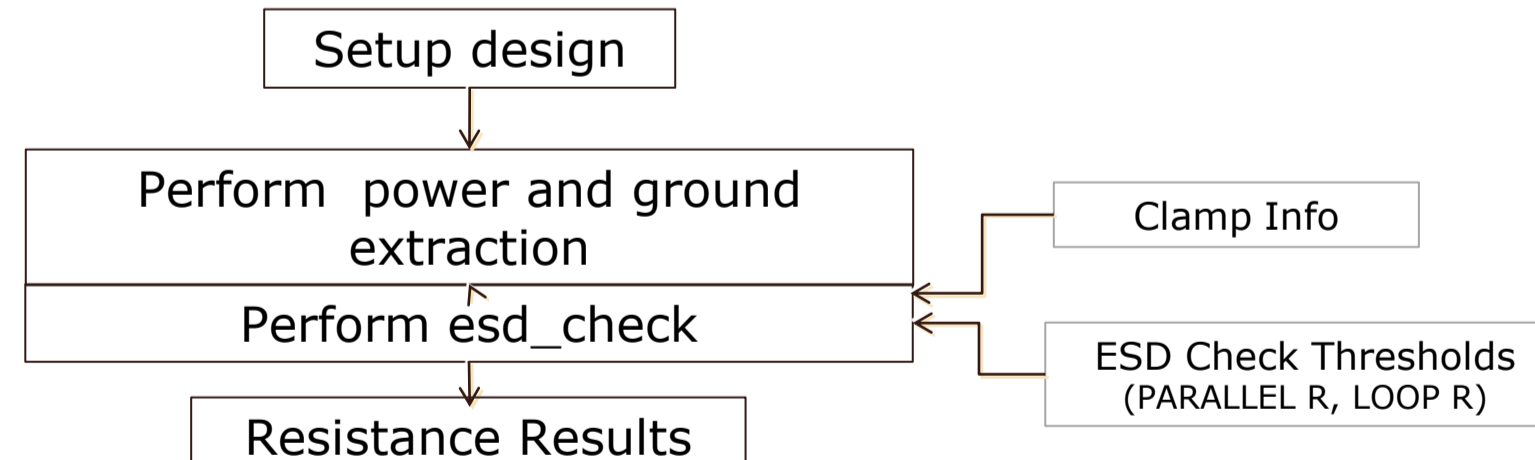 Setup design
Perform  power and ground
extraction
Clamp Info
Perform esd_check
ESD Check Thresholds
(PARALLEL R, LOOP R)
Resistance Results